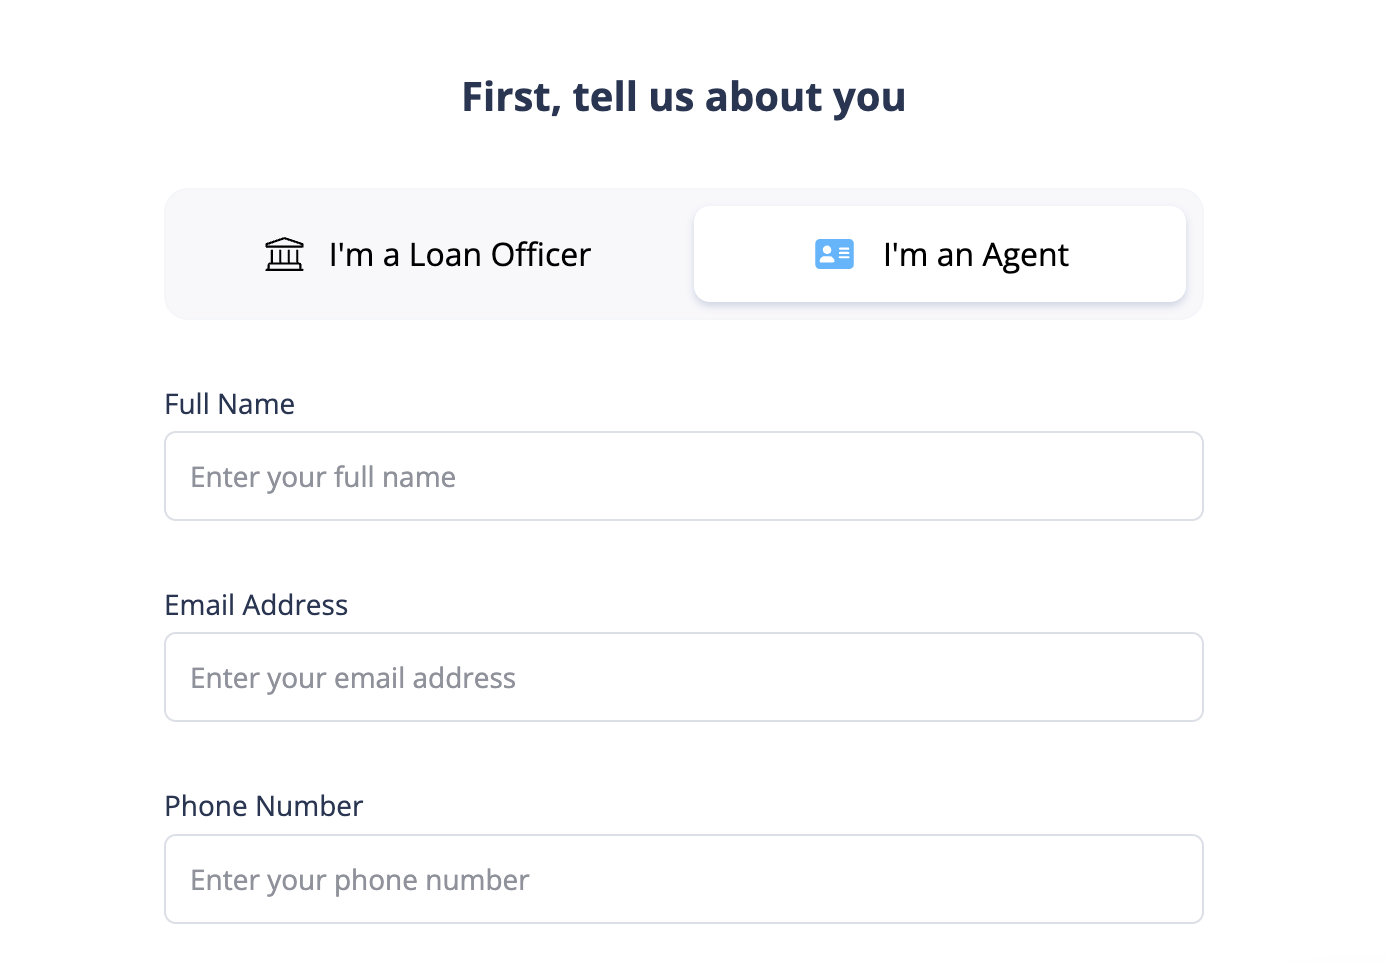 First, tell us about you
I'm a Loan Officer
I'm an Agent
Full Name
Enter your full name
Email Address
Enter your email address
Phone Number
Enter your phone number